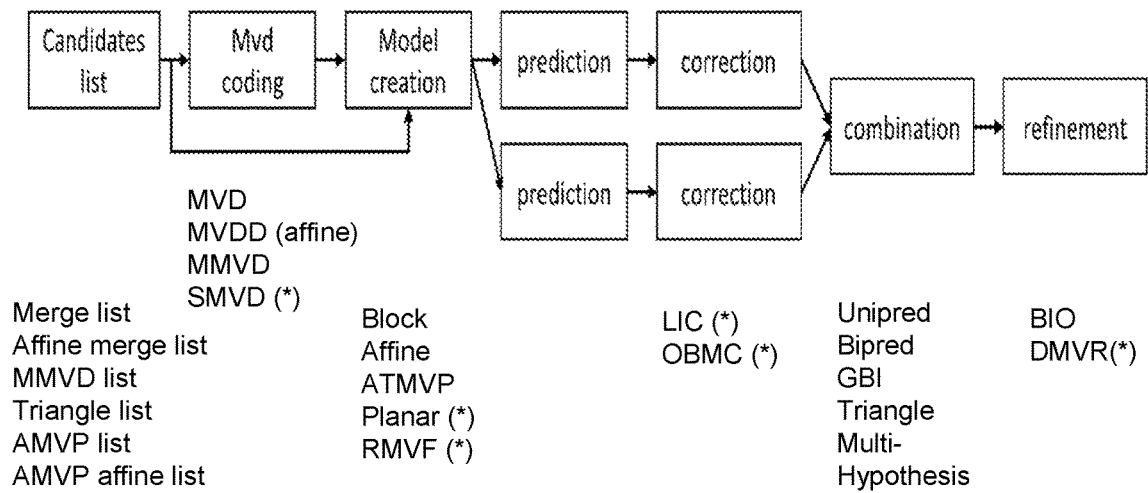 Candidates
list
Mvd
coding
Model
creation
prediction
correction
prediction
correction
combination
refinement
MVD
MVDD (affine)
MMVD
SMVD (*)
Merge list
Affine merge list
MMVD list
Triangle list
AMVP list
AMVP affine list
Block
Affine
ATMVP
Planar (*)
RMVF (*)
LIC (*)
OBMC (*)
Unipred
Bipred
GBI
Triangle
Multi-
Hypothesis
BIO
DMVR(*)